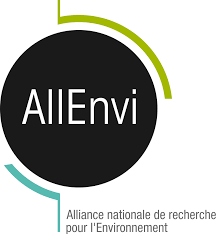 AllEnvi
Alliance nationale de recherche
pour l'Environnement